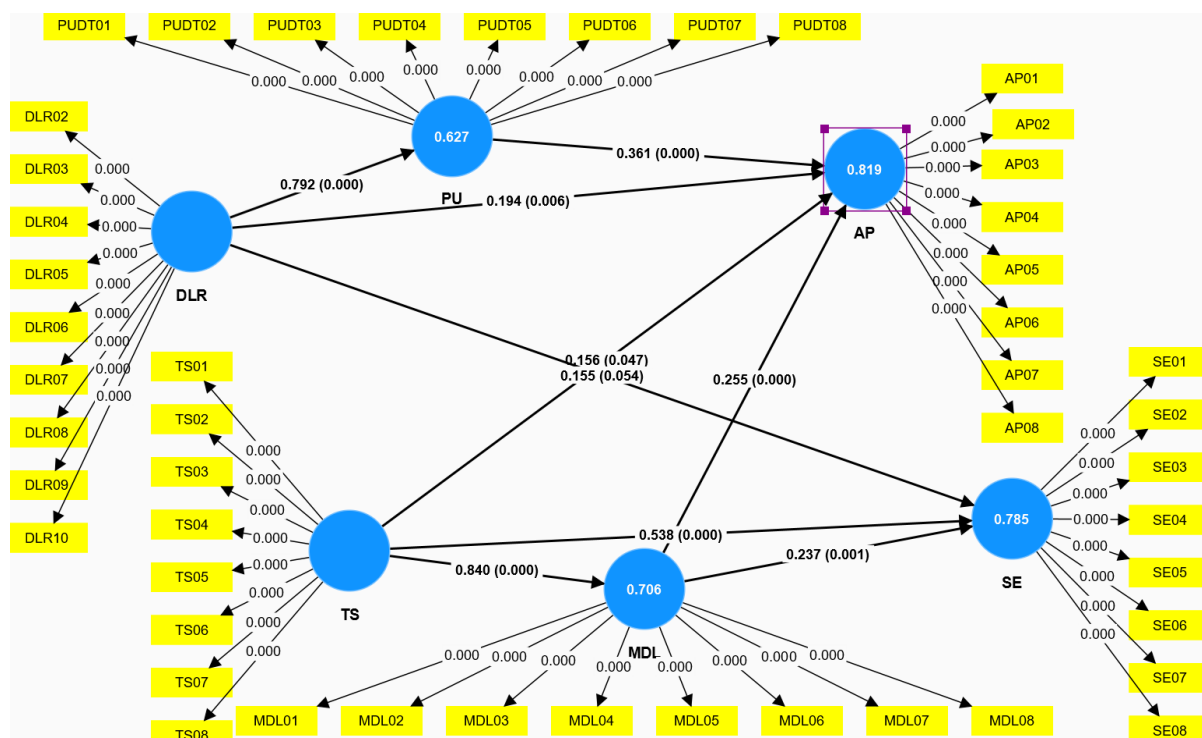 PUDT01 PUDT02 PUDT03 PUDT04 PUDT05 PUDT06 PUDT07 PUDT08
0.000 0.000 0.000 0.000 0.000 0.000 0.000 0.000
0.627
PU
DLR02
DLR03
DLR04
DLR05
DLR06
DLR07
DLR08
DLR09
DLR10
0.000
0.000
0.000
0.000
0.000
0.000
0.000
0.000
0.000
DLR
0.792 (0.000)
0.361 (0.000)
0.194 (0.006)
0.156 (0.047)
0.155 (0.054)
0.255 (0.000)
0.819
AP
0.000
0.000
0.000
0.000
0.000
0.000
0.000
AP01
AP02
AP03
AP04
AP05
AP06
AP07
AP08
TS01
TS02
TS03
TS04
TS05
TS06
TS07
TS08
0.000
0.000
0.000
0.000
0.000
0.000
0.000
0.000
TS
0.538 (0.000)
0.840 (0.000)
0.237 (0.001)
0.706
MDL
0.000 0.000 0.000 0.000 0.000 0.000 0.000 0.000
MDL01 MDL02 MDL03 MDL04 MDL05 MDL06 MDL07 MDL08
0.785
SE
0.000
0.000
0.000
0.000
0.000
0.000
0.000
0.000
SE01
SE02
SE03
SE04
SE05
SE06
SE07
SE08